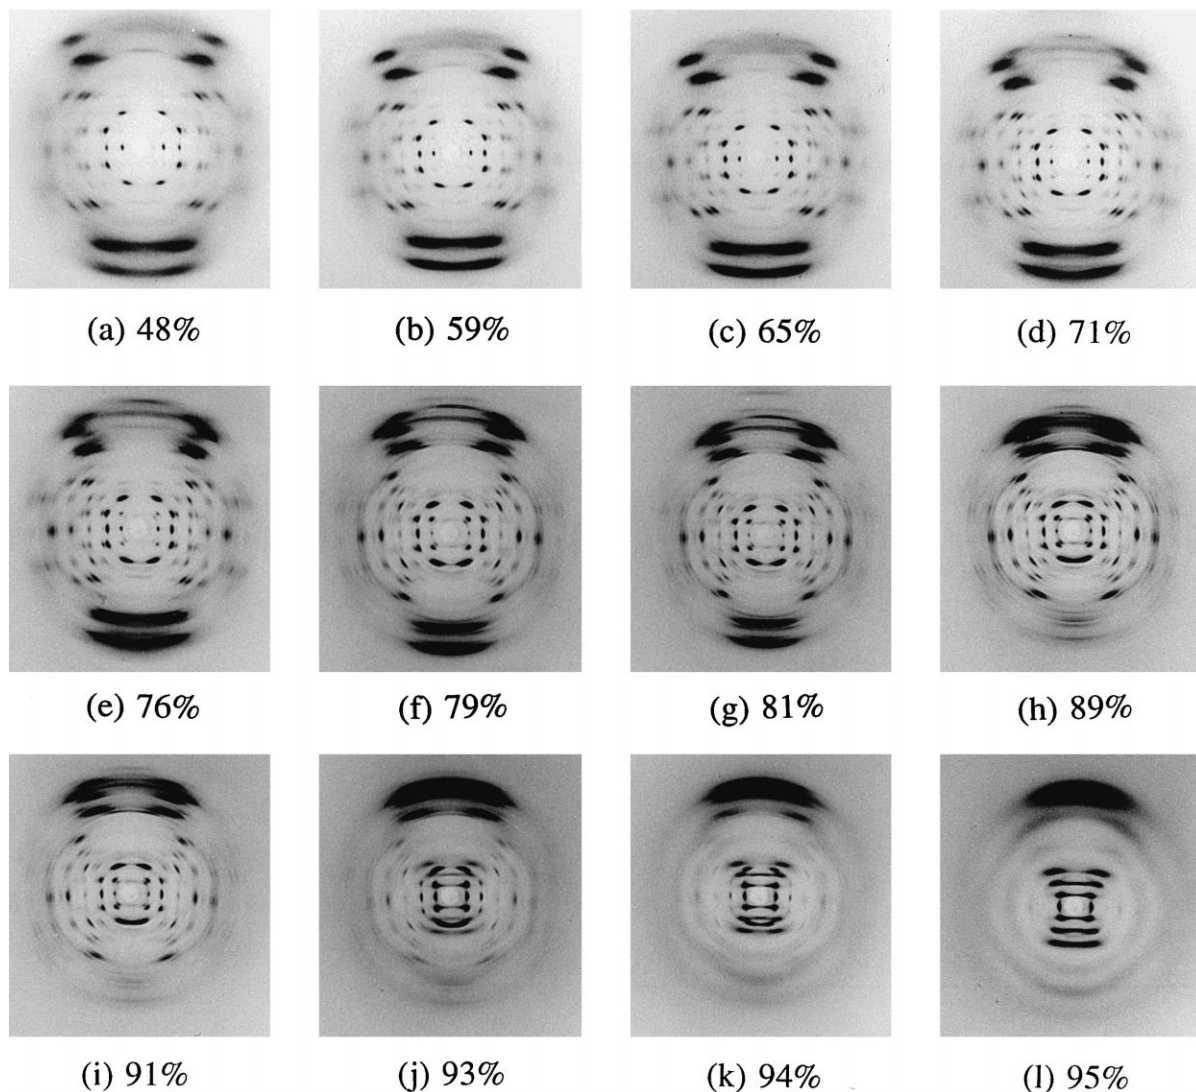 (a) 48%
(b) 59%
(c) 65%
(d) 71%
(e) 76%
(f) 79%
(g) 81%
(h) 89%
(i) 91%
(j) 93%
(k) 94%
(l) 95%